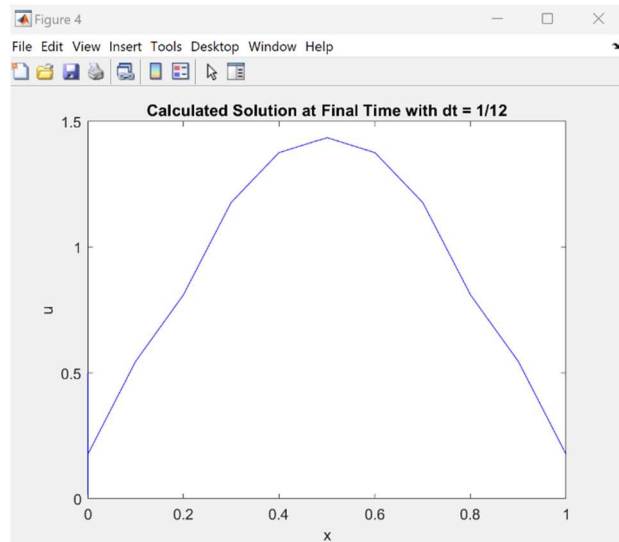 Figure 4
File Edit View Insert Tools Desktop Window Help
Calculated Solution at Final Time with dt = 1/12
1.5
1
0.5
0
u
0 0.2 0.4 0.6 0.8 1
x